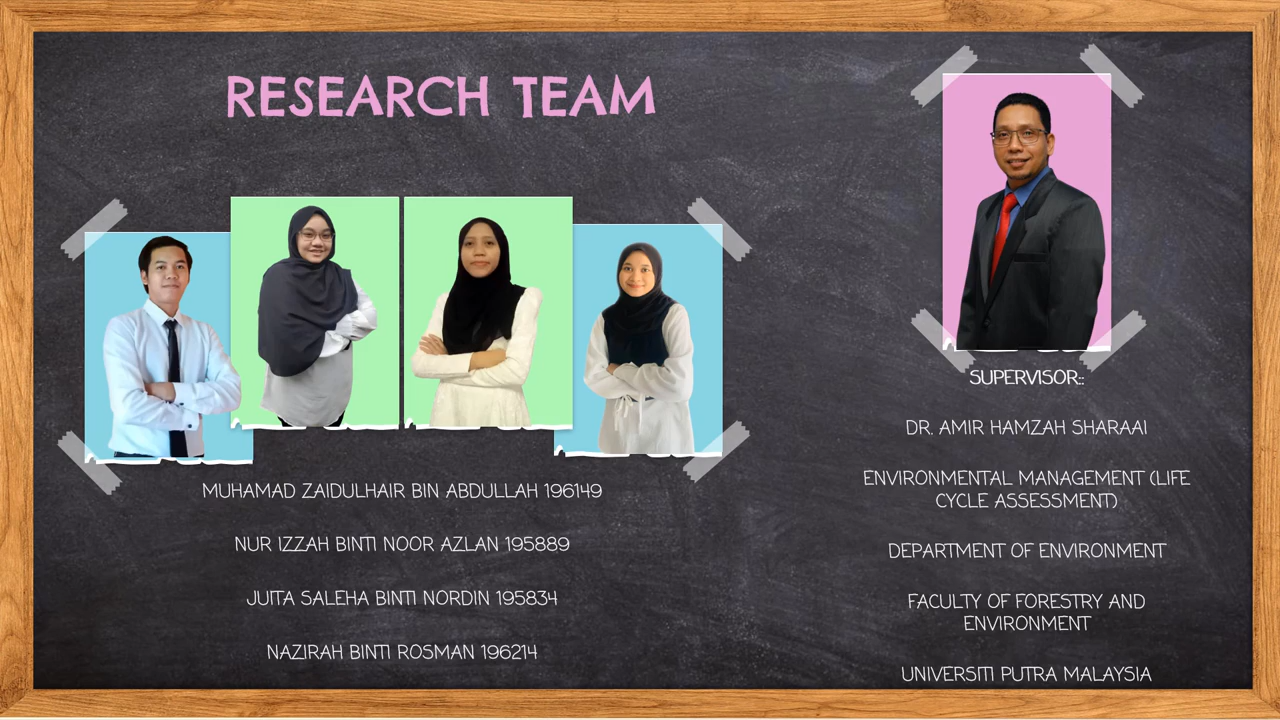 RESEARCH TEAM
MUHAMAD ZAIDULHAIR BIN ABDULLAH 196149
NUR IZZAH BINTI NOOR AZLAN 195889
JUITA SALEHA BINTI NORDIN 195834
NAZIRAH BINTI ROSMAN 196214
SUPERVISOR::
DR. AMIR HAMZAH SHARAAI
ENVIRONMENTAL MANAGEMENT (LIFE
CYCLE ASSESSMENT)
DEPARTMENT OF ENVIRONMENT
FACULTY OF FORESTRY AND
ENVIRONMENT
UNIVERSITI PUTRA MALAYSIA